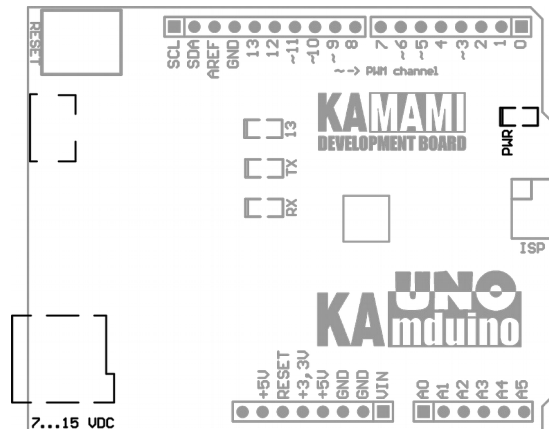 RESET
SCL SDA AREF GND 13 12 ~11 ~10 ~9 8 7 ~6 ~5 4 ~3 2 1 0
~ -> PWM channel
KAMAMI
DEVELOPMENT BOARD
13
TX
RX
PWR
ISP
UNO
KAmduino
7...15 VDC
+5V RESET +3,3V +5V GND GND VIN A0 A1 A2 A3 A4 A5